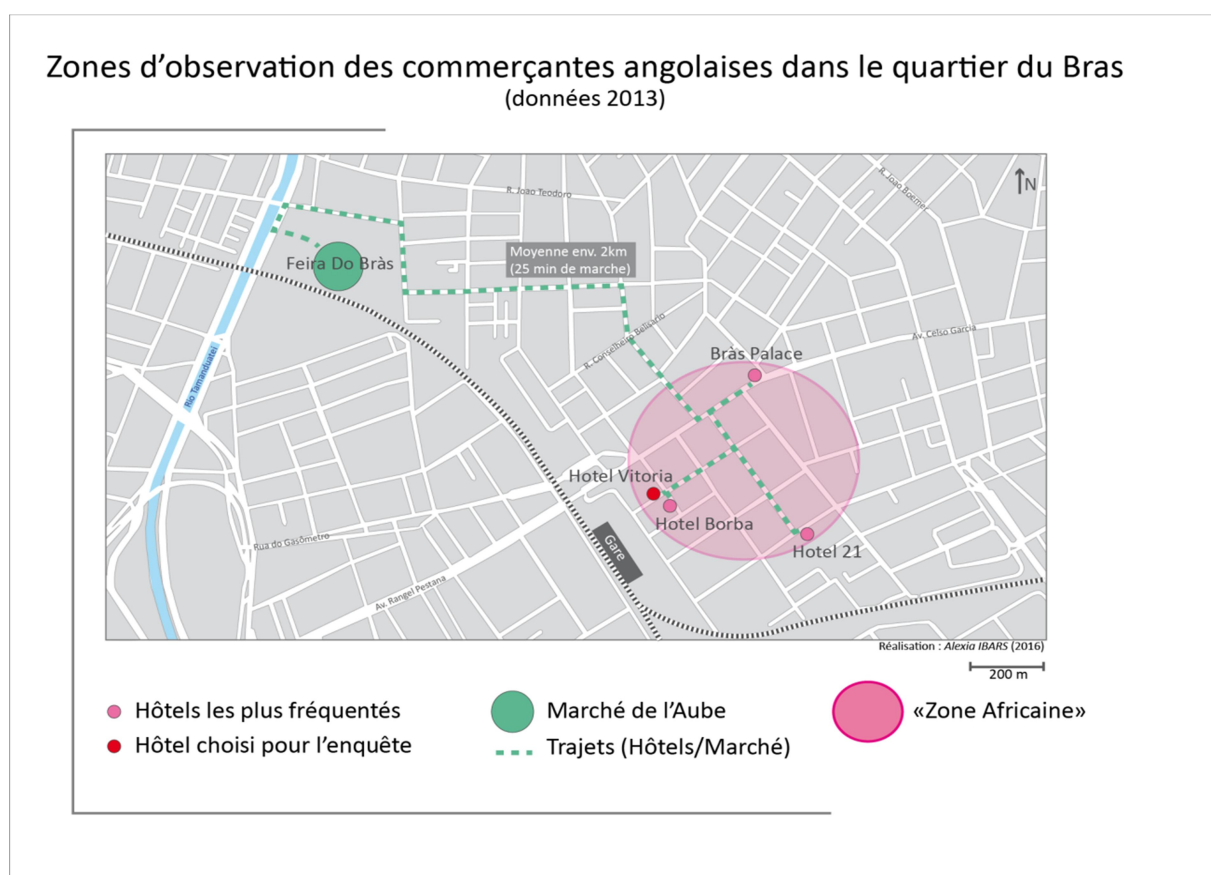 Zones d'observation des commerçantes angolaises dans le quartier du Bras
(données 2013)
N
R. Joao Teodoro
R. Joao Boemer
Moyenne env. 2km
(25 min de marche)
Feira Do Bràs
R. Conselheiro Belisario
Av. Celso Garcia
Bràs Palace
Rio Tamanduatei
Hotel Vitoria
Hotel Borba
Hotel 21
Gare
Rua do Gasômetro
Av. Rangel Pestana
Réalisation : Alexia IBARS (2016)
200 m
Hôtels les plus fréquentés
Hôtel choisi pour l'enquête
Marché de l'Aube
Trajets (Hôtels/Marché)
«Zone Africaine»